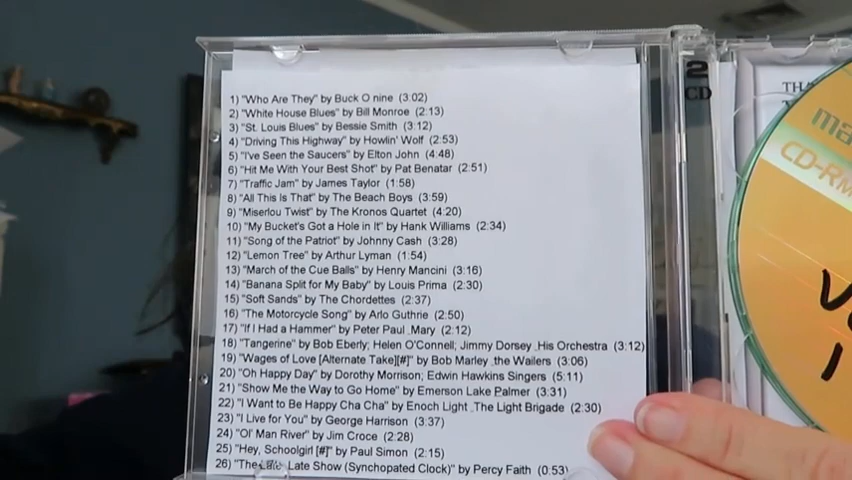 1) "Who Are They" by Buck O nine (3:02)
2) "White House Blues" by Bill Monroe (2:13)
3) "St. Louis Blues" by Bessie Smith (3:12)
4) "Driving This Highway" by Howlin' Wolf (2:53)
5) "I've Seen the Saucers" by Elton John (4:48)
6) "Hit Me With Your Best Shot" by Pat Benatar (2:51)
7) "Traffic Jam" by James Taylor (1:58)
8) "All This Is That" by The Beach Boys (3:59)
9) "Miserlou Twist" by The Kronos Quartet (4:20)
10) "My Bucket's Got a Hole in It" by Hank Williams (2:34)
11) "Song of the Patriot" by Johnny Cash (3:28)
12) "Lemon Tree" by Arthur Lyman (1:54)
13) "March of the Cue Balls" by Henry Mancini (3:16)
14) "Banana Split for My Baby" by Louis Prima (2:30)
15) "Soft Sands" by The Chordettes (2:37)
16) "The Motorcycle Song" by Arlo Guthrie (2:50)
17) "If I Had a Hammer" by Peter Paul Mary (2:12)
18) "Tangerine" by Bob Eberly; Helen O'Connell; Jimmy Dorsey His Orchestra (3:12)
19) "Wages of Love [Alternate Take][#]" by Bob Marley the Wailers (3:06)
20) "Oh Happy Day" by Dorothy Morrison; Edwin Hawkins Singers (5:11)
21) "Show Me the Way to Go Home" by Emerson Lake Palmer (3:31)
22) "I Want to Be Happy Cha Cha" by Enoch Light The Light Brigade (2:30)
23) "I Live for You" by George Harrison (3:37)
24) "Ol' Man River" by Jim Croce (2:28)
25) "Hey, Schoolgirl [#]" by Paul Simon (2:15)
26) "The Late Late Show (Synchopated Clock)" by Percy Faith (0:53)
2
CD
CD-R